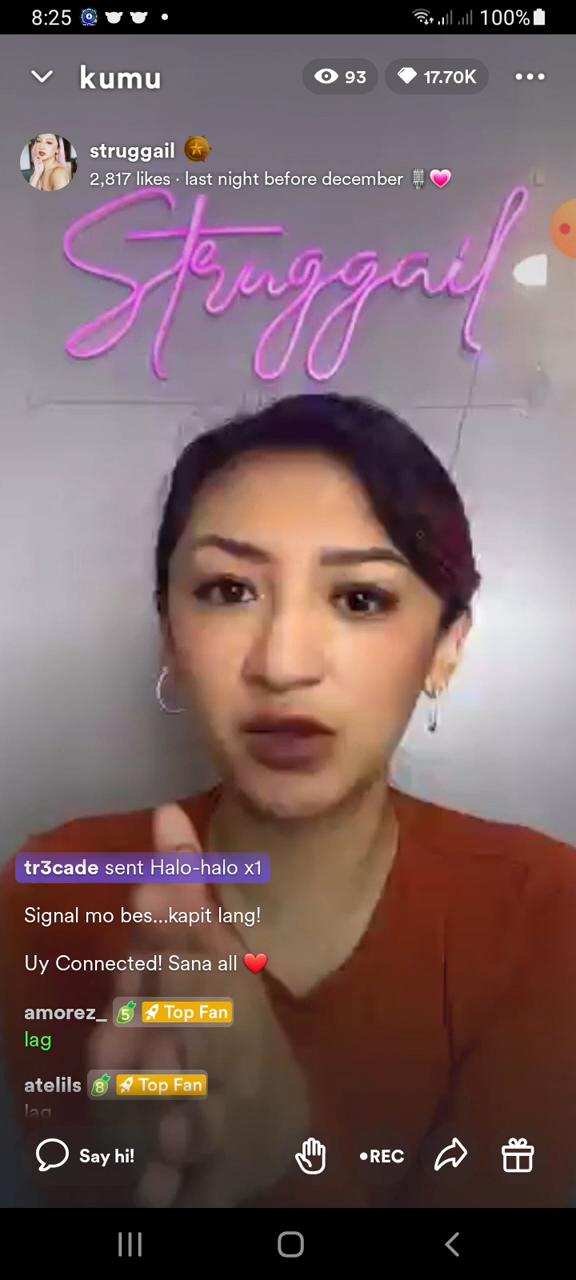 8:25 100%
kumu 93 17.70K
struggail
2,817 likes · last night before december
Struggail
tr3cade sent Halo-halo x1
Signal mo bes...kapit lang!
Uy Connected! Sana all
amorez_ 5 Top Fan
lag
atelils 8 Top Fan
lag
Say hi! •REC